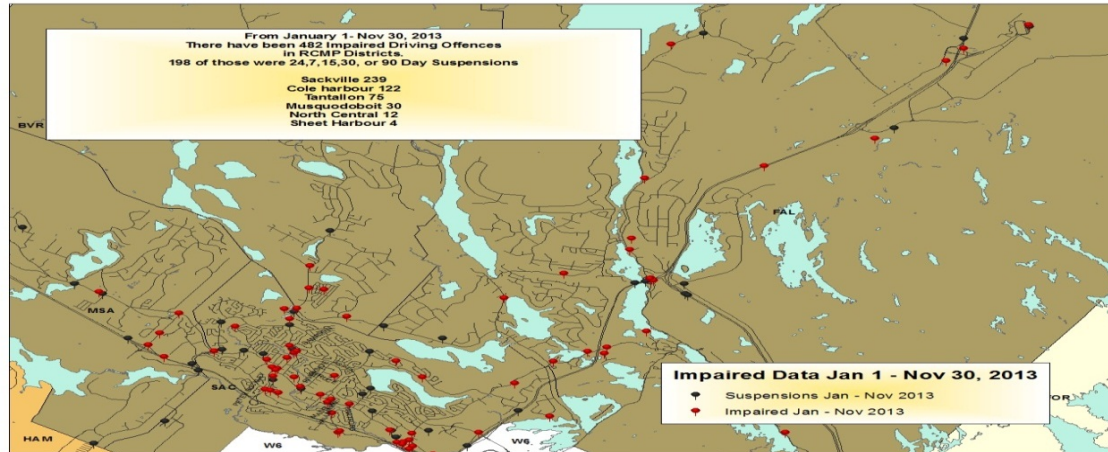 From January 1- Nov 30, 2013
There have been 482 Impaired Driving Offences
in RCMP Districts.
198 of those were 24,7,15,30, or 90 Day Suspensions
Sackville 239
Cole harbour 122
Tantallon 75
Musquodoboit 30
North Central 12
Sheet Harbour 4
BVR
FAL
MSA
SAC
HAM
W6
W6
Impaired Data Jan 1 - Nov 30, 2013
Suspensions Jan - Nov 2013
Impaired Jan - Nov 2013